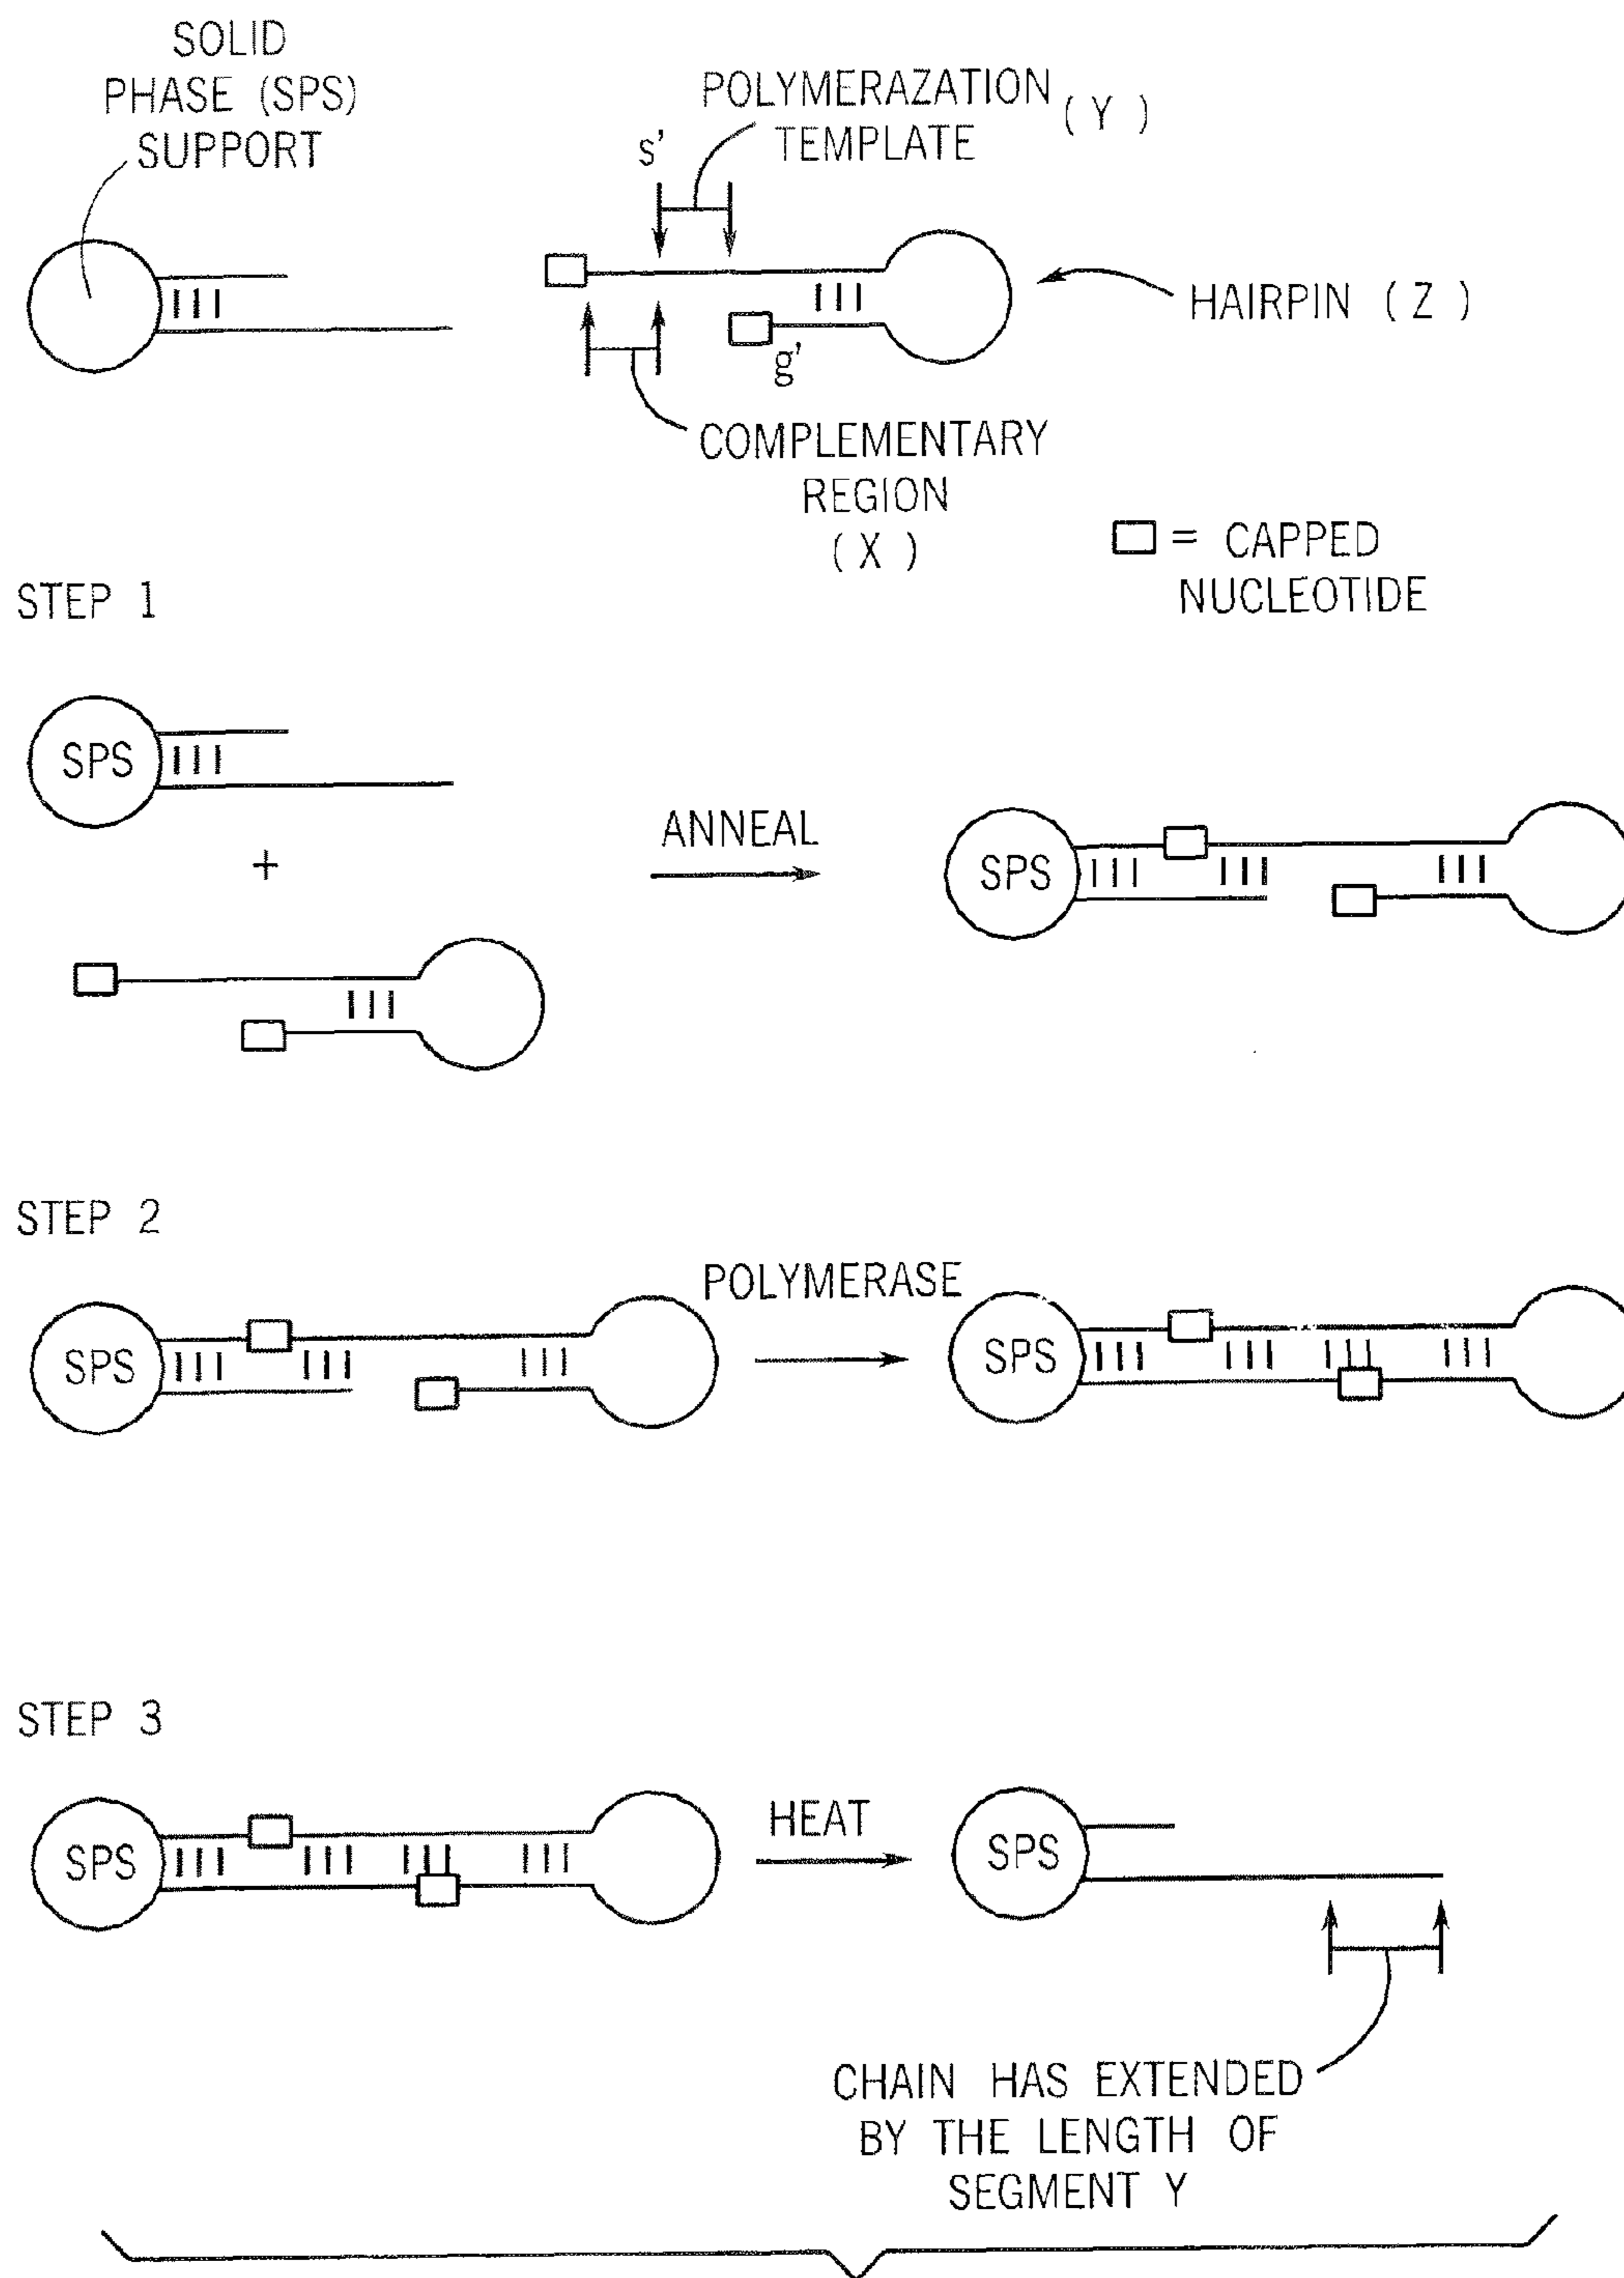 SOLID
PHASE (SPS)
SUPPORT
POLYMERAZATION (Y)
TEMPLATE
s'
HAIRPIN (Z)
g'
COMPLEMENTARY
REGION
(X)
= CAPPED
NUCLEOTIDE
STEP 1
SPS
+
ANNEAL
SPS
STEP 2
SPS
POLYMERASE
SPS
STEP 3
SPS
HEAT
SPS
CHAIN HAS EXTENDED
BY THE LENGTH OF
SEGMENT Y